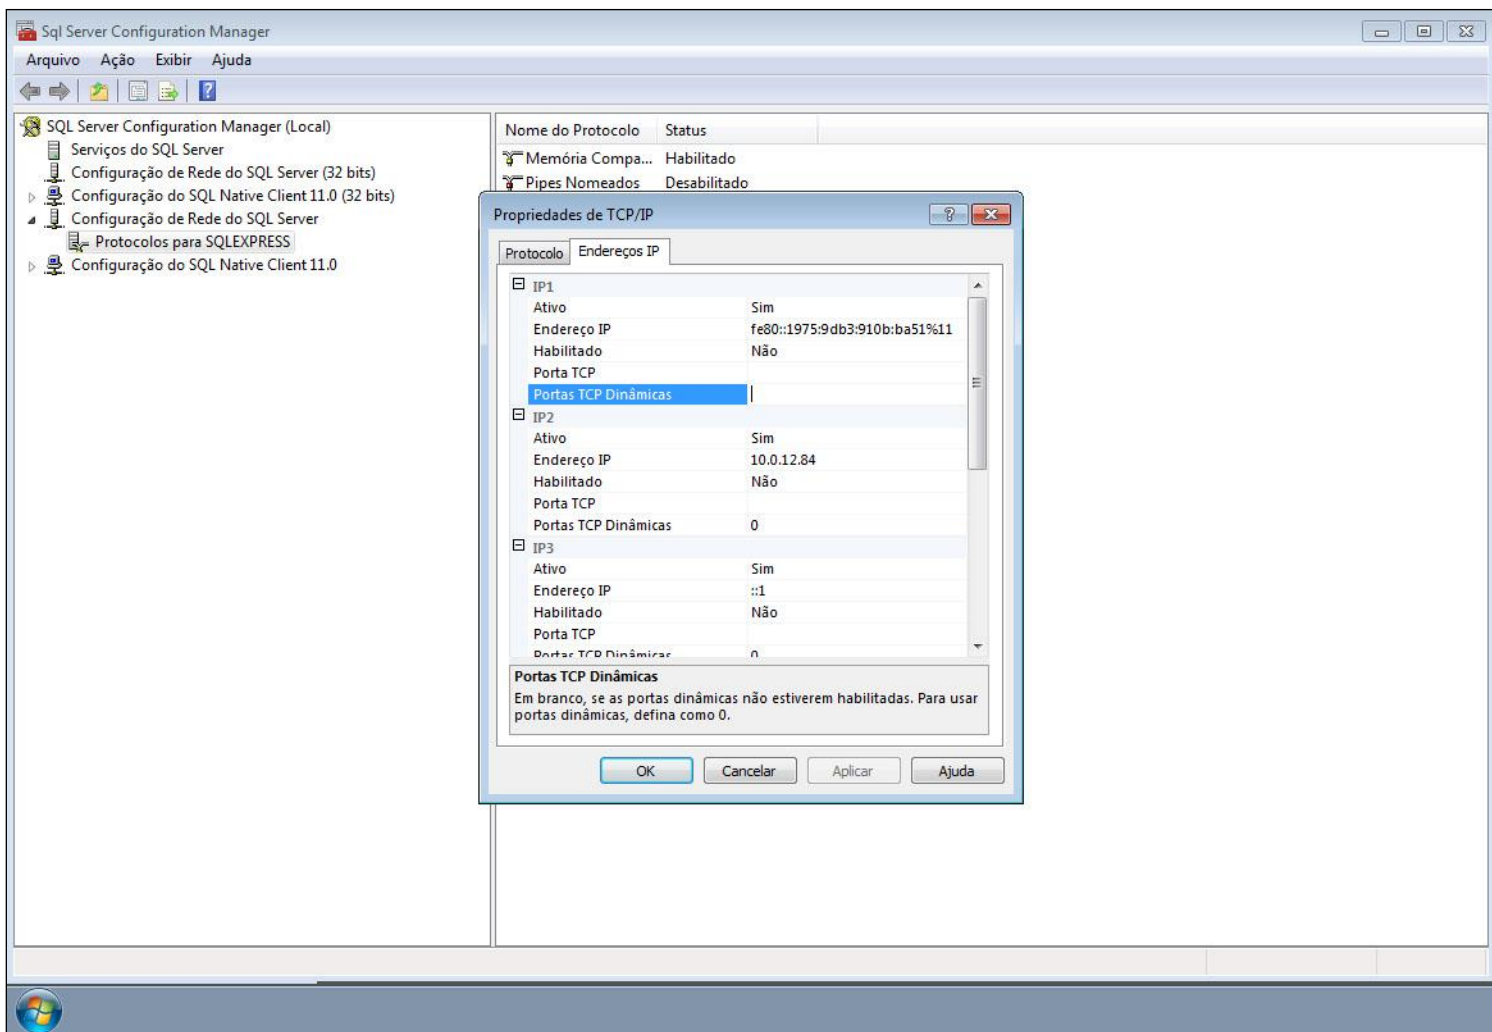 Sql Server Configuration Manager
Arquivo Ação Exibir Ajuda
SQL Server Configuration Manager (Local)
Serviços do SQL Server
Configuração de Rede do SQL Server (32 bits)
Configuração do SQL Native Client 11.0 (32 bits)
Configuração de Rede do SQL Server
Protocolos para SQLEXPRESS
Configuração do SQL Native Client 11.0
Nome do Protocolo Status
Memória Compa... Habilitado
Pipes Nomeados Desabilitado
Propriedades de TCP/IP
Protocolo Endereços IP
IP1
Ativo Sim
Endereço IP fe80::1975:9db3:910b:ba51%11
Habilitado Não
Porta TCP
Portas TCP Dinâmicas
IP2
Ativo Sim
Endereço IP 10.0.12.84
Habilitado Não
Porta TCP
Portas TCP Dinâmicas 0
IP3
Ativo Sim
Endereço IP ::1
Habilitado Não
Porta TCP
Portas TCP Dinâmicas 0
Portas TCP Dinâmicas
Em branco, se as portas dinâmicas não estiverem habilitadas. Para usar
portas dinâmicas, defina como 0.
OK Cancelar Aplicar Ajuda